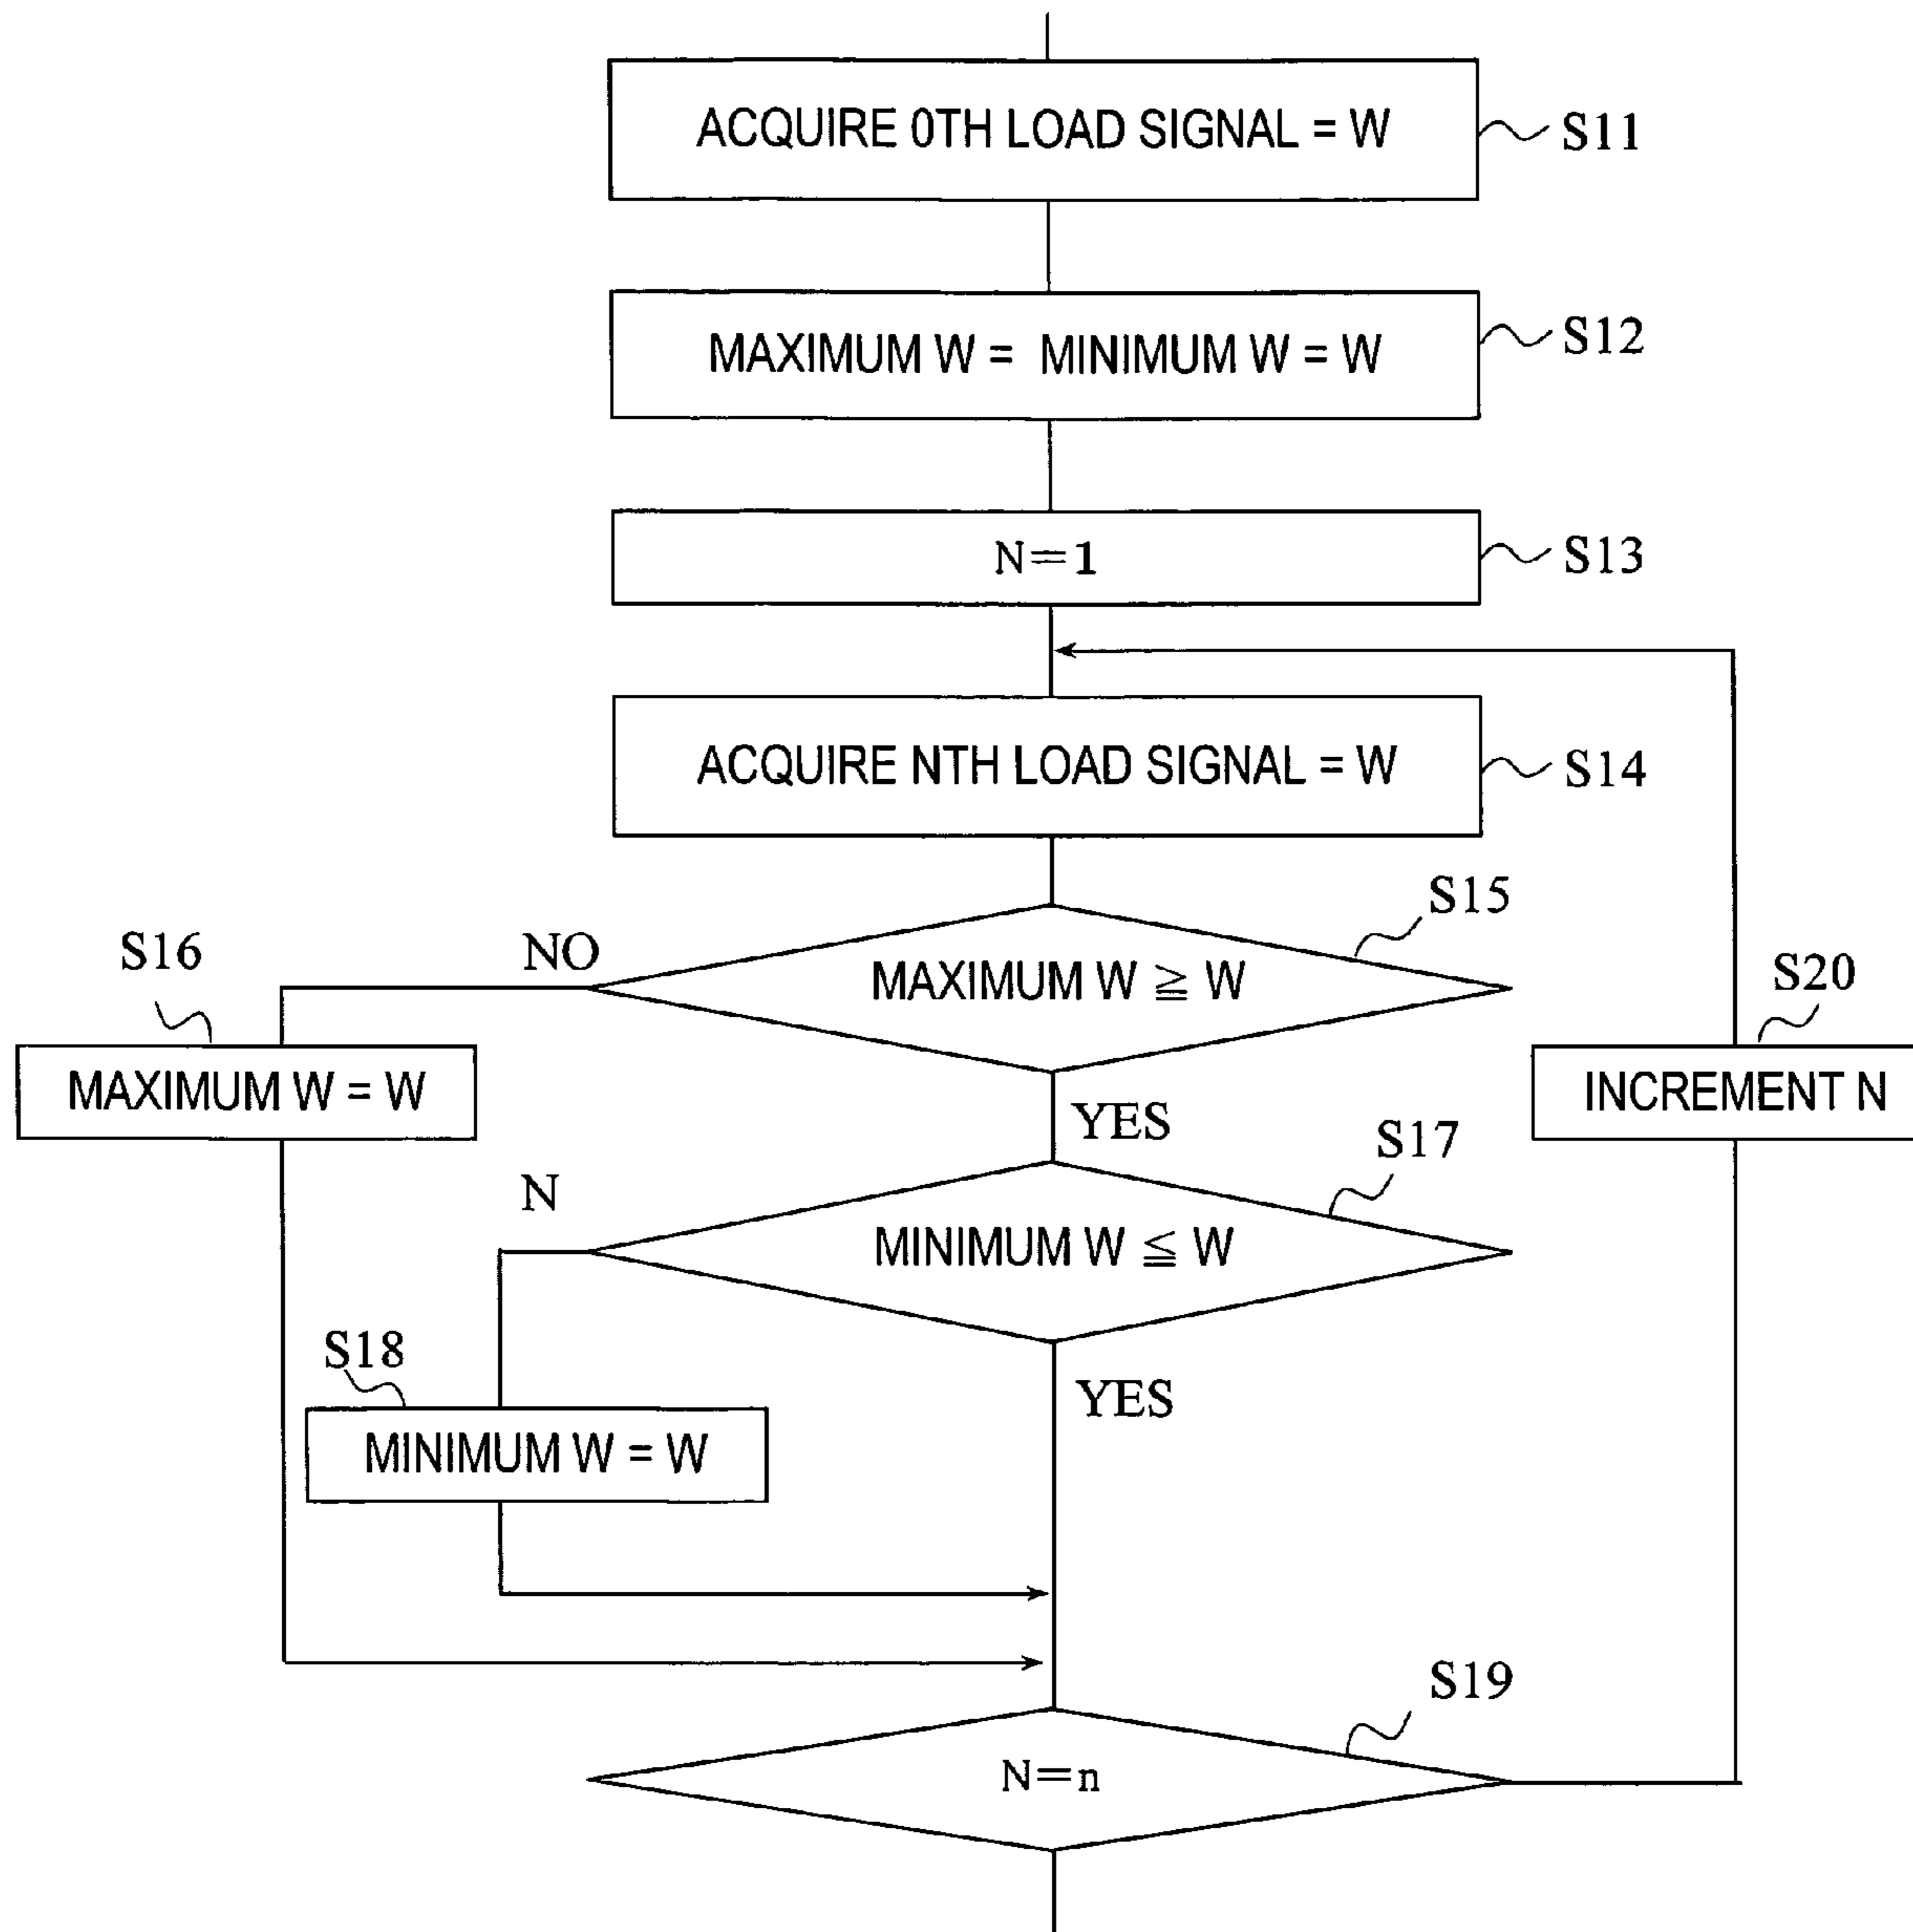 ACQUIRE 0TH LOAD SIGNAL = W
S11
MAXIMUM W = MINIMUM W = W
S12
N=1
S13
ACQUIRE NTH LOAD SIGNAL = W
S14
S15
NO
MAXIMUM W ≧ W
S16
S20
MAXIMUM W = W
INCREMENT N
YES
S17
N
MINIMUM W ≦ W
S18
YES
MINIMUM W = W
S19
N=n